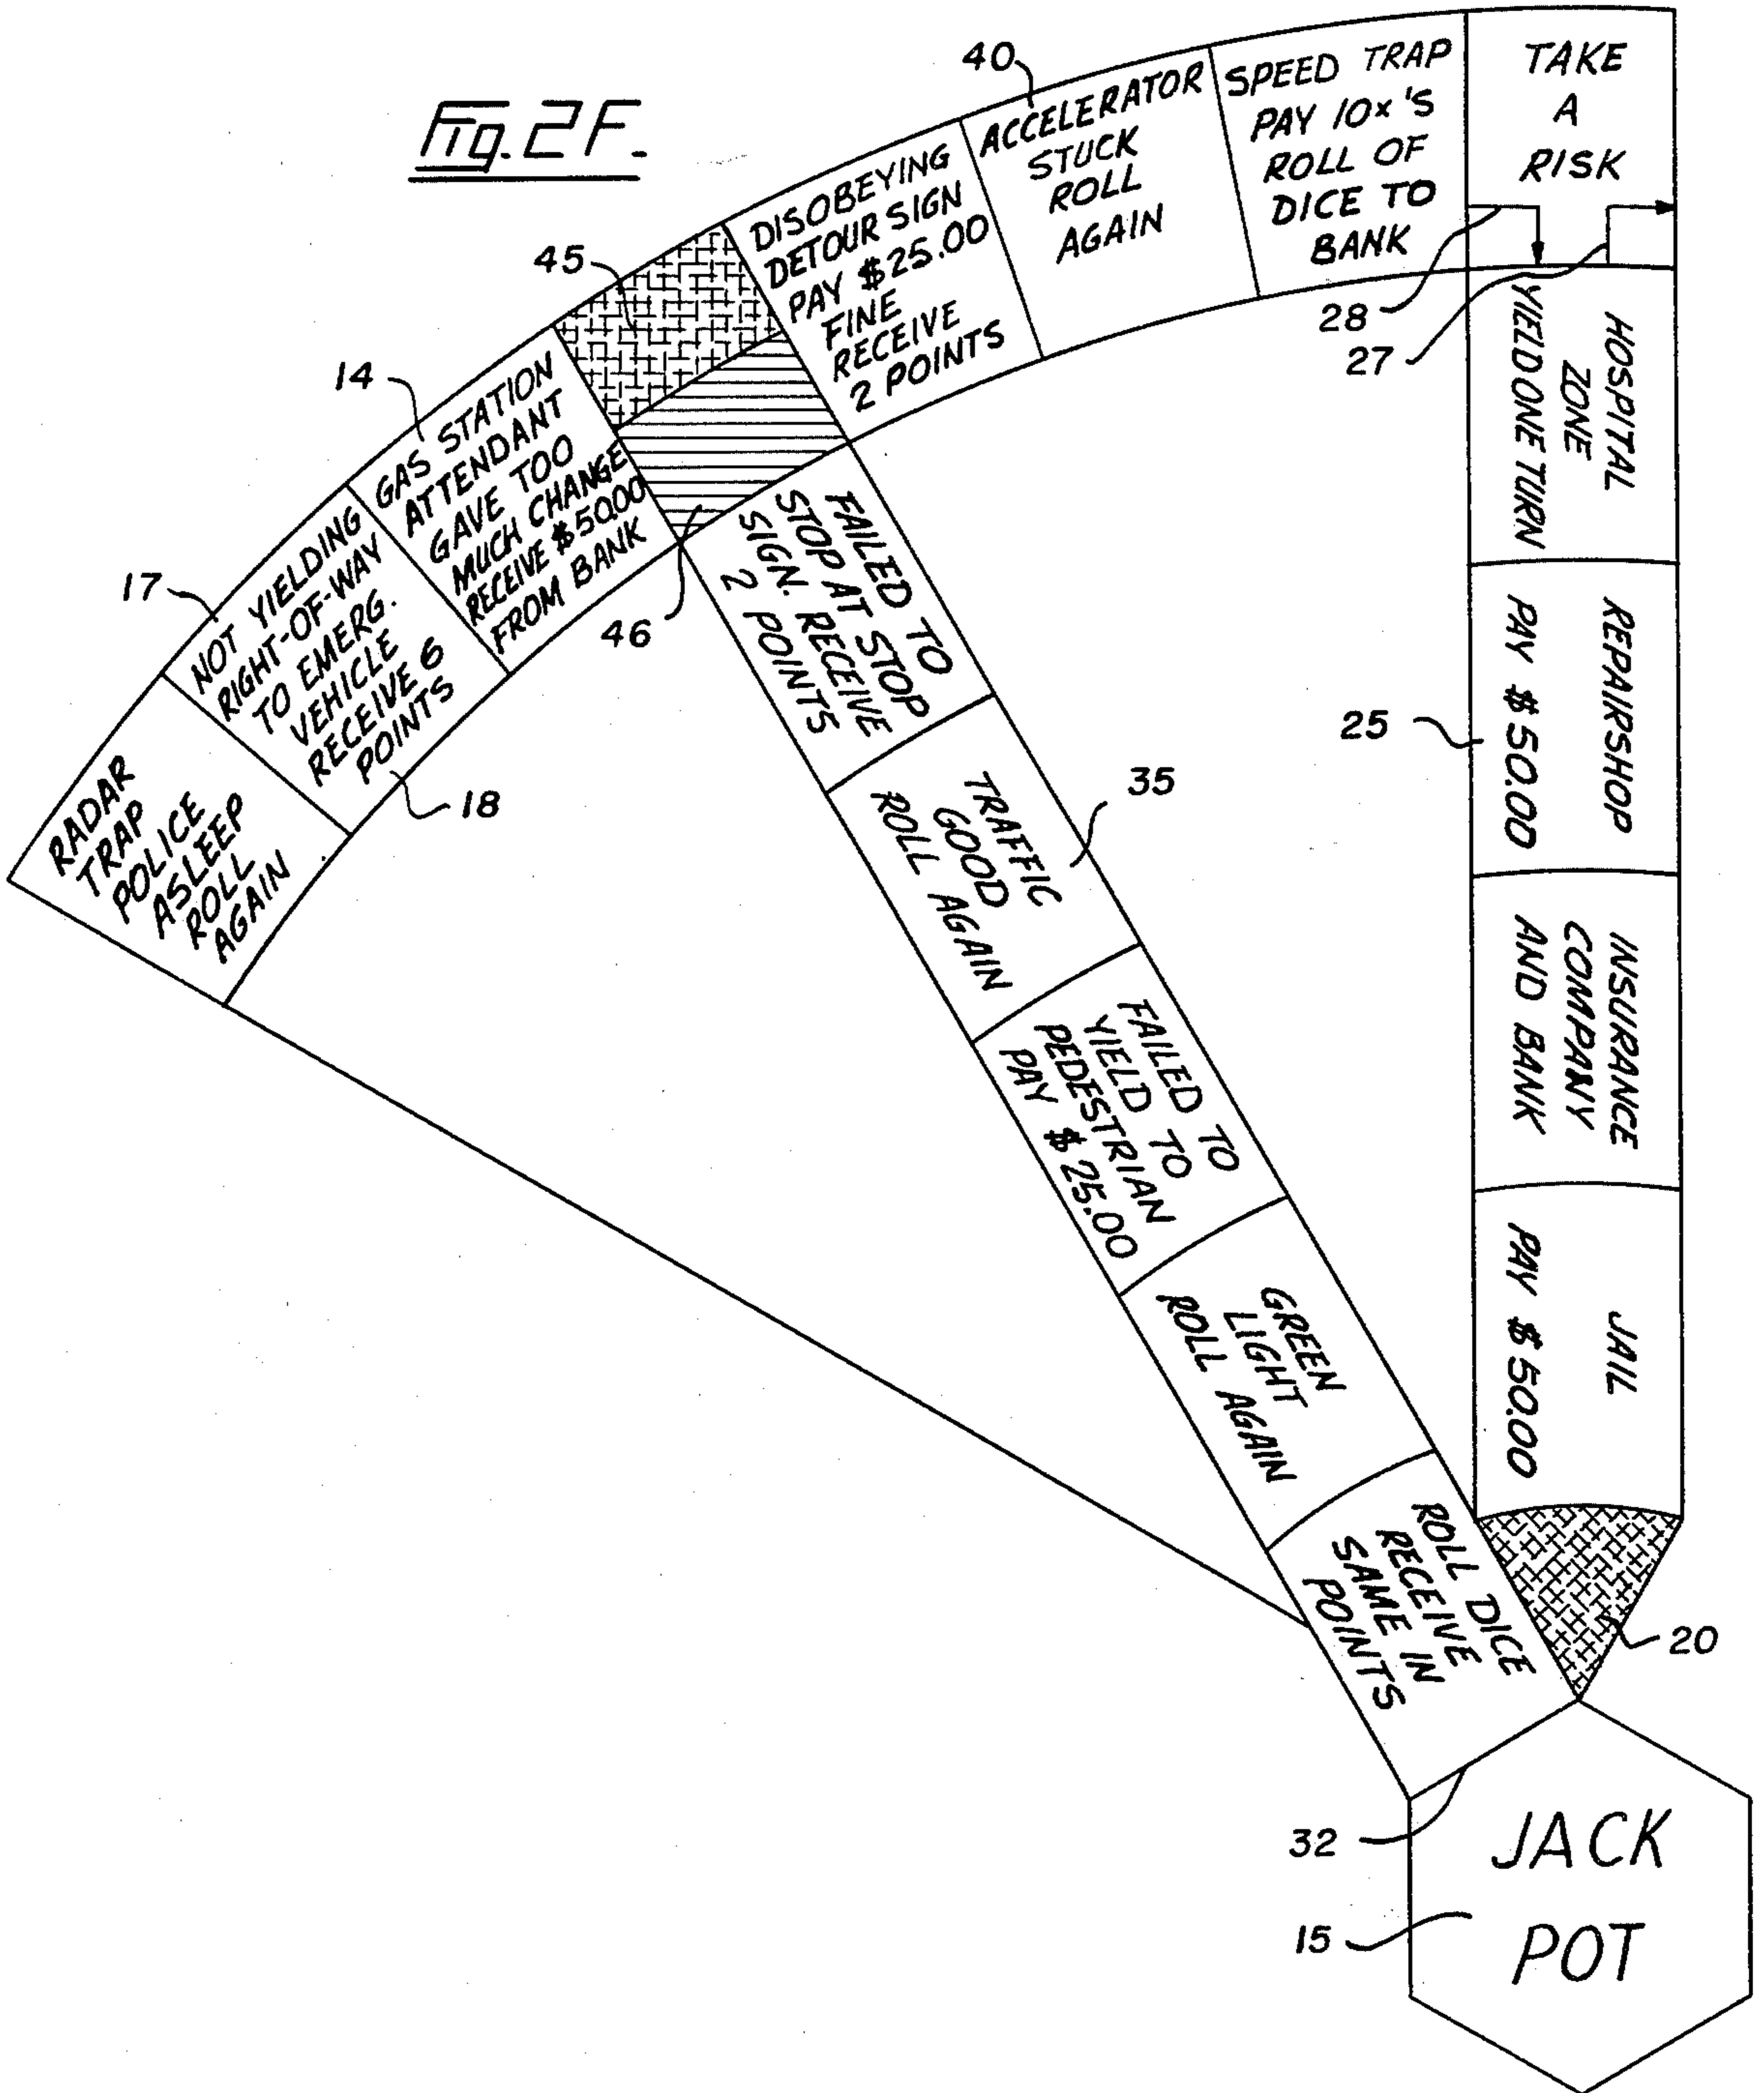 Fig. 2F.
40
45
14
17
18
46
28
27
25
35
20
32
15
RADAR
TRAP
POLICE
ASLEEP
ROLL
AGAIN
NOT YIELDING
RIGHT-OF-WAY
TO EMERG.
VEHICLE
RECEIVE 6
POINTS
GAS STATION
ATTENDANT
GAVE TOO
MUCH CHANGE
RECEIVE $50.00
FROM BANK
DISOBEYING
DETOUR SIGN
PAY $25.00
FINE
RECEIVE
2 POINTS
ACCELERATOR
STUCK
ROLL
AGAIN
SPEED TRAP
PAY 10x'S
ROLL OF
DICE TO
BANK
TAKE
A
RISK
HOSPITAL
ZONE
YIELD ONE TURN
REPAIRSHOP
PAY $50.00
INSURANCE
COMPANY
AND BANK
JAIL
PAY $50.00
FAILED TO
STOP AT STOP
SIGN. RECEIVE
2 POINTS
TRAFFIC
GOOD
ROLL AGAIN
FAILED TO
YIELD TO
PEDESTRIAN
PAY $25.00
GREEN
LIGHT
ROLL AGAIN
ROLL DICE
RECEIVE
SAME IN
POINTS
JACK
POT